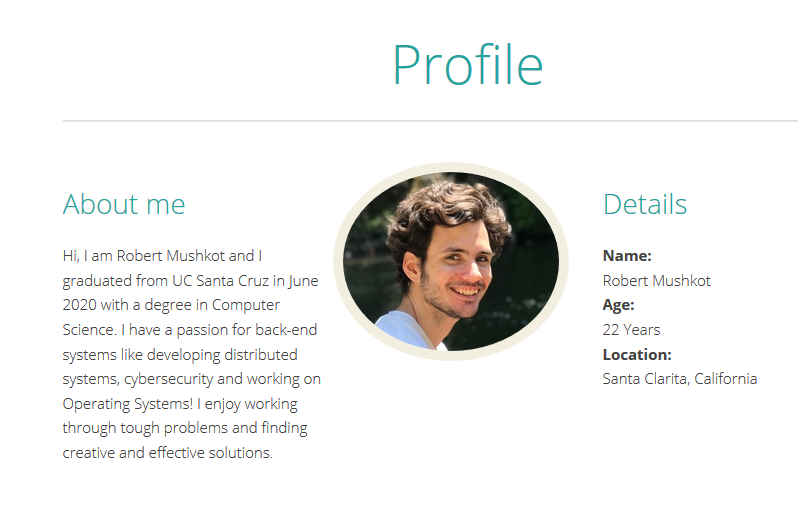 Profile
About me
Hi, I am Robert Mushkot and I
graduated from UC Santa Cruz in June
2020 with a degree in Computer
Science. I have a passion for back-end
systems like developing distributed
systems, cybersecurity and working on
Operating Systems! I enjoy working
through tough problems and finding
creative and effective solutions.
Details
Name:
Robert Mushkot
Age:
22 Years
Location:
Santa Clarita, California